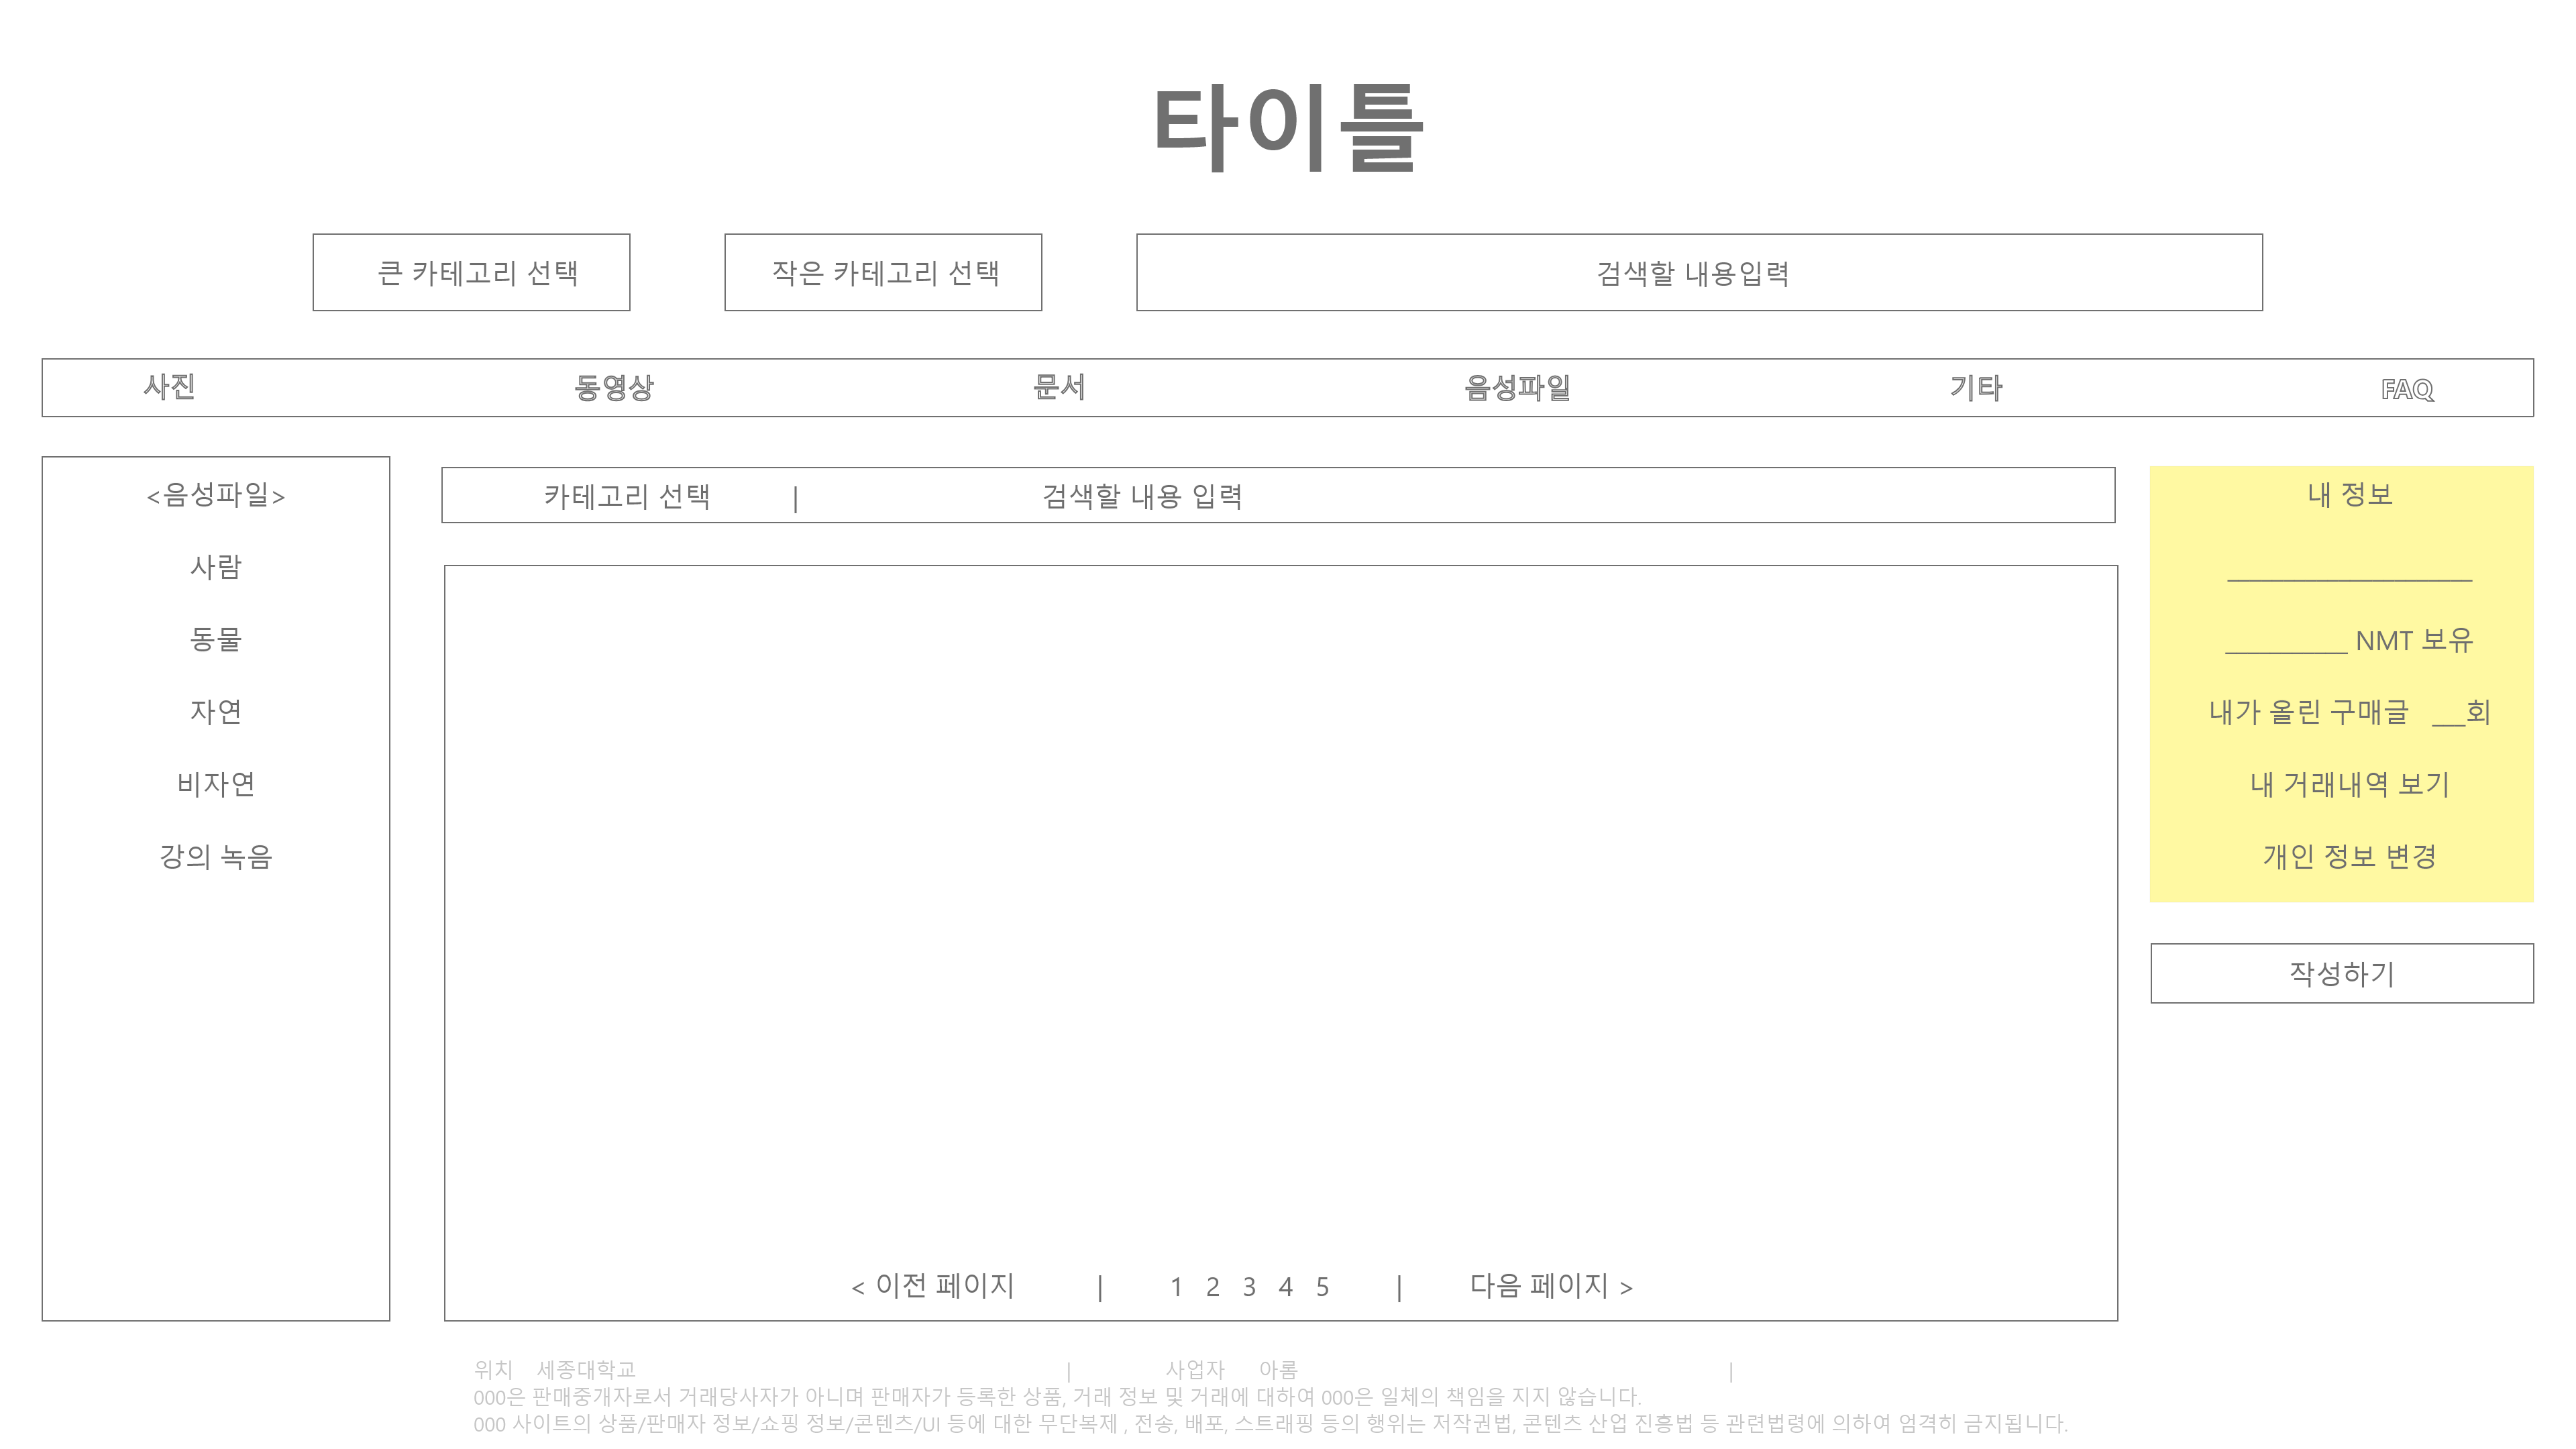 타이틀
큰 카테고리 선택
작은 카테고리 선택
검색할 내용입력
사진 동영상 문서 음성파일 기타 FAQ
<음성파일>
사람
동물
자연
비자연
강의 녹음
카테고리 선택 | 검색할 내용 입력
< 이전 페이지 | 1 2 3 4 5 | 다음 페이지 >
내 정보
____________________
__________ NMT 보유
내가 올린 구매글 ___회
내 거래내역 보기
개인 정보 변경
작성하기
위치 세종대학교 | 사업자 아롬 |
000은 판매중개자로서 거래당사자가 아니며 판매자가 등록한 상품, 거래 정보 및 거래에 대하여 000은 일체의 책임을 지지 않습니다.
000 사이트의 상품/판매자 정보/쇼핑 정보/콘텐츠/UI 등에 대한 무단복제 , 전송, 배포, 스트래핑 등의 행위는 저작권법, 콘텐츠 산업 진흥법 등 관련법령에 의하여 엄격히 금지됩니다.